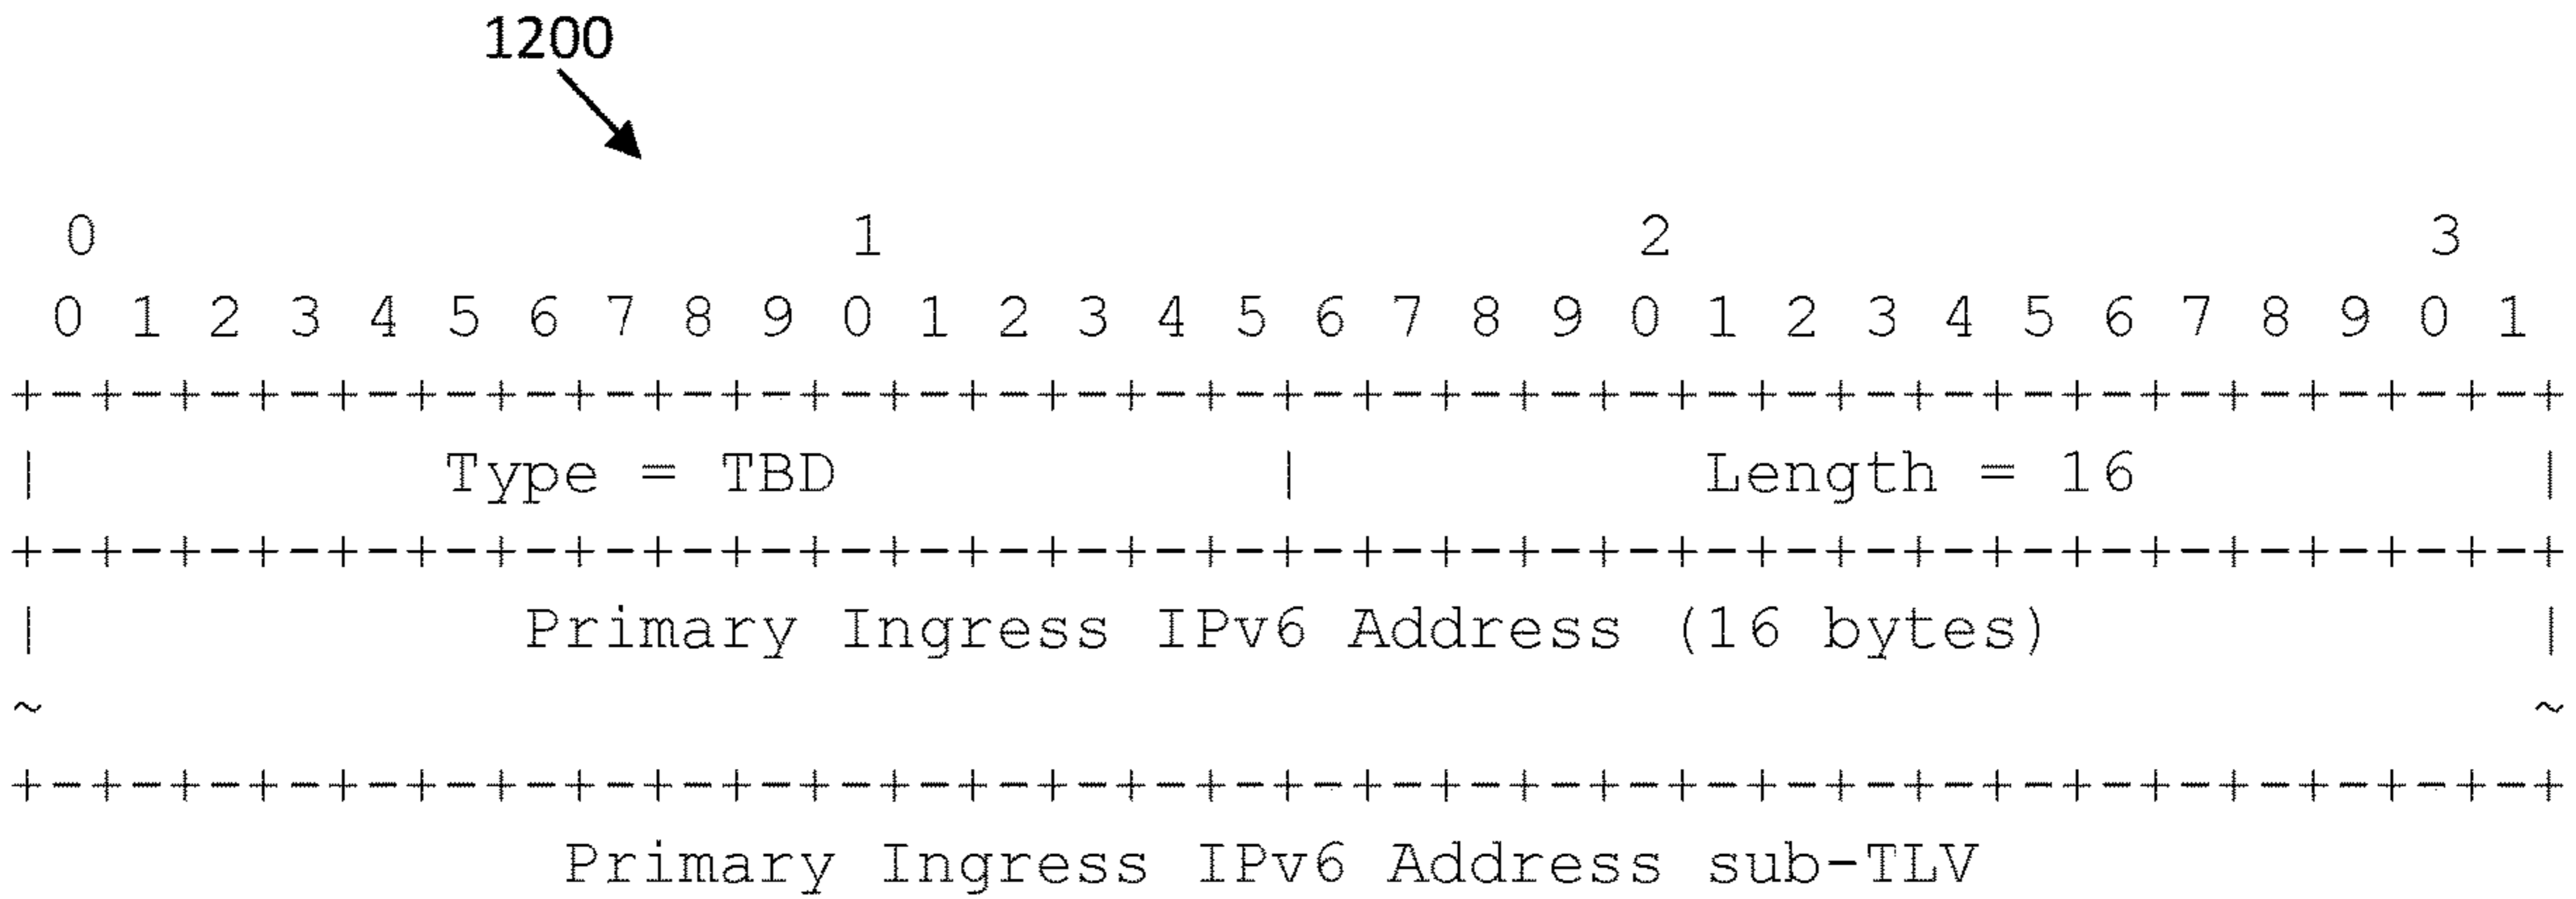 1200
0 1 2 3
0 1 2 3 4 5 6 7 8 9 0 1 2 3 4 5 6 7 8 9 0 1 2 3 4 5 6 7 8 9 0 1
+-+-+-+-+-+-+-+-+-+-+-+-+-+-+-+-+-+-+-+-+-+-+-+-+-+-+-+-+-+-+-+-+
| Type = TBD | Length = 16 |
+-+-+-+-+-+-+-+-+-+-+-+-+-+-+-+-+-+-+-+-+-+-+-+-+-+-+-+-+-+-+-+-+
| Primary Ingress IPv6 Address (16 bytes) |
~ ~
+-+-+-+-+-+-+-+-+-+-+-+-+-+-+-+-+-+-+-+-+-+-+-+-+-+-+-+-+-+-+-+-+
Primary Ingress IPv6 Address sub-TLV